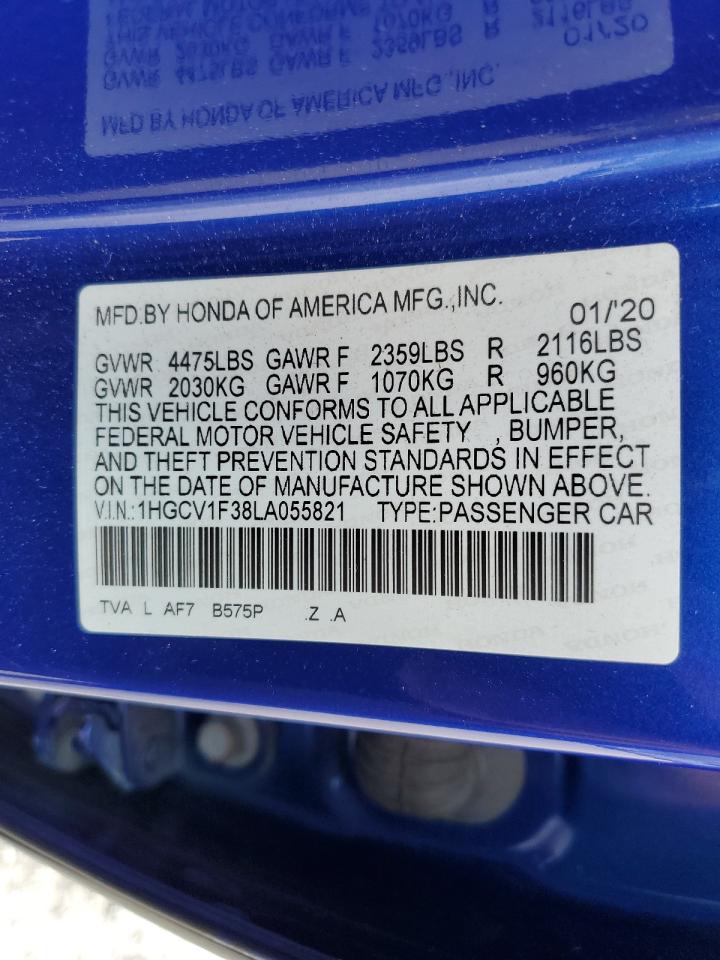 MFD.BY HONDA OF AMERICA MFG.,INC. 01/'20
GVWR 4475LBS GAWR F 2359LBS R 2116LBS
GVWR 2030KG GAWR F 1070KG R 960KG
THIS VEHICLE CONFORMS TO ALL APPLICABLE
FEDERAL MOTOR VEHICLE SAFETY , BUMPER,
AND THEFT PREVENTION STANDARDS IN EFFECT
ON THE DATE OF MANUFACTURE SHOWN ABOVE.
V.I.N.:1HGCV1F38LA055821 TYPE:PASSENGER CAR
TVA L AF7 B575P .Z .A